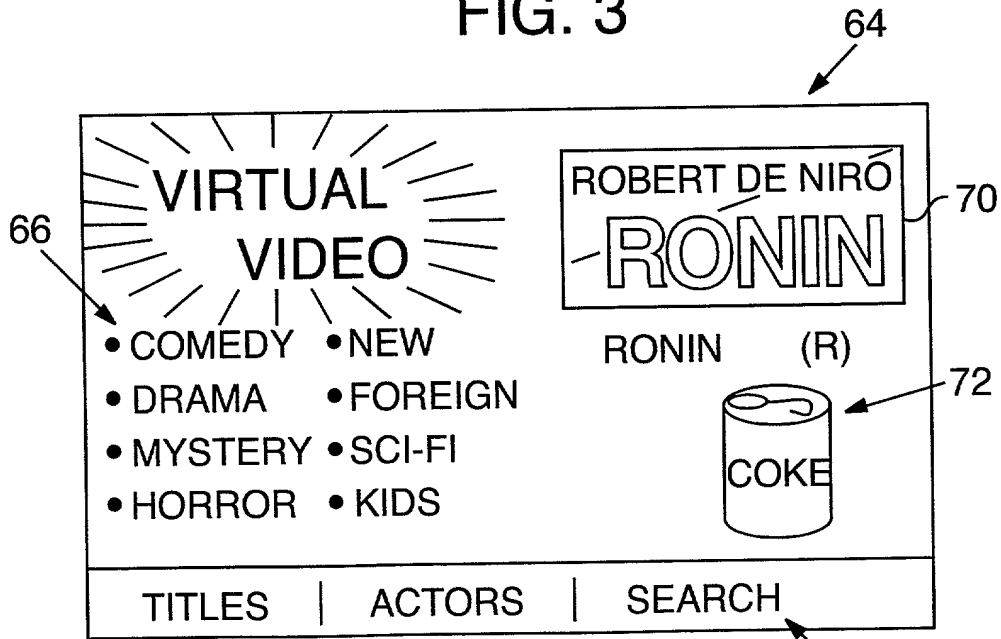 FIG. 3
64
VIRTUAL
VIDEO
ROBERT DE NIRO
RONIN
70
66
• COMEDY • NEW
• DRAMA • FOREIGN
• MYSTERY • SCI-FI
• HORROR • KIDS
RONIN (R)
72
COKE
TITLES | ACTORS | SEARCH